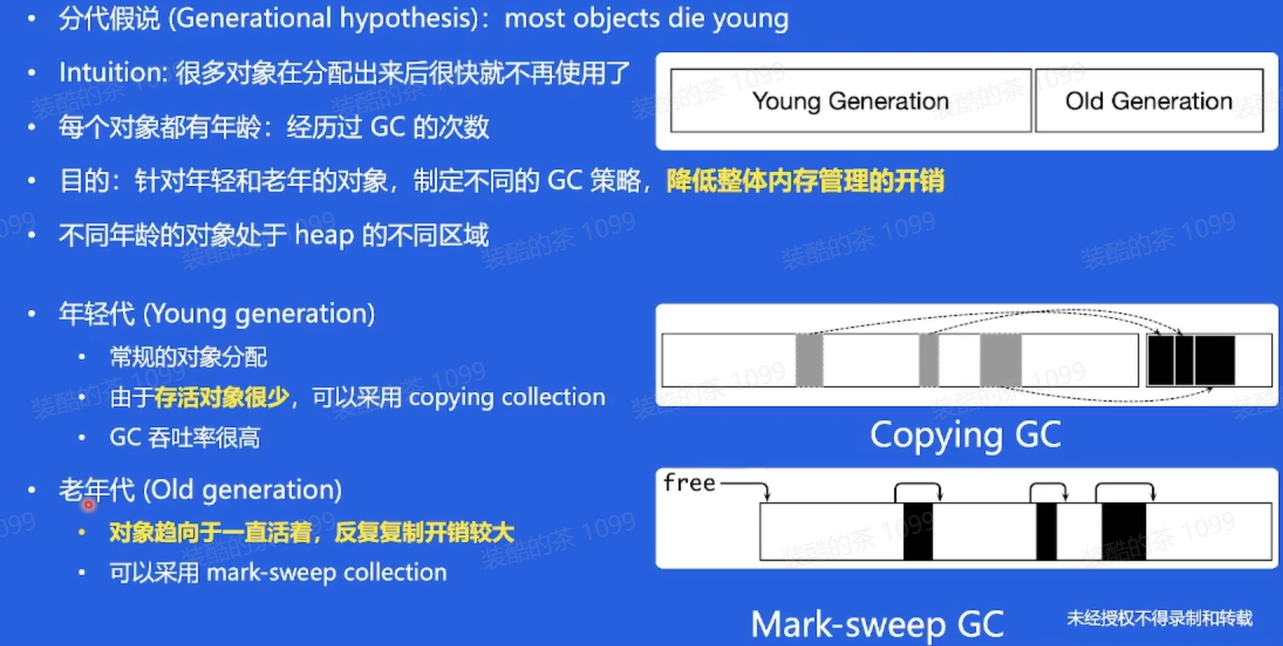 • 分代假说 (Generational hypothesis)：most objects die young
• Intuition: 很多对象在分配出来后很快就不再使用了
• 每个对象都有年龄：经历过 GC 的次数
• 目的：针对年轻和老年的对象，制定不同的 GC 策略，降低整体内存管理的开销
• 不同年龄的对象处于 heap 的不同区域
Young Generation
Old Generation
• 年轻代 (Young generation)
• 常规的对象分配
• 由于存活对象很少，可以采用 copying collection
• GC 吞吐率很高
Copying GC
• 老年代 (Old generation)
• 对象趋向于一直活着，反复复制开销较大
• 可以采用 mark-sweep collection
free
Mark-sweep GC
未经授权不得录制和转载
装酷的茶 1099